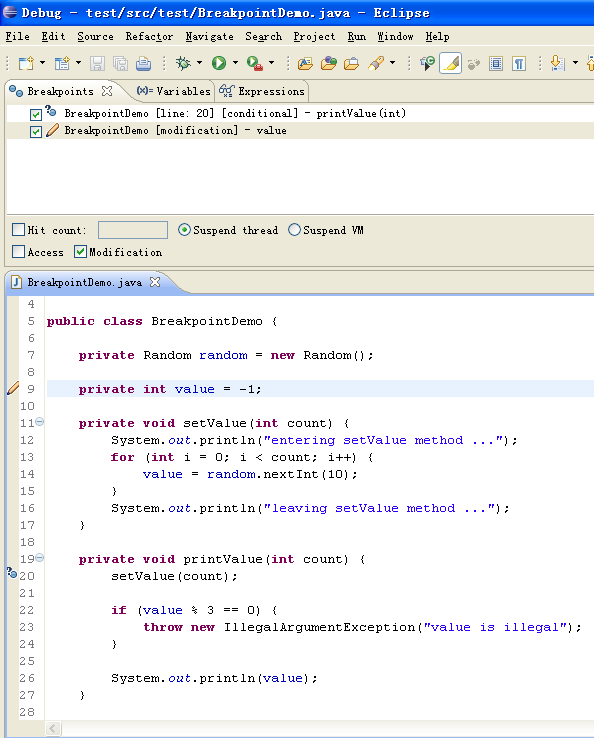 Debug - test/src/test/BreakpointDemo.java - Eclipse
File Edit Source Refactor Navigate Search Project Run Window Help
Breakpoints (x)= Variables Expressions
BreakpointDemo [line: 20] [conditional] - printValue(int)
BreakpointDemo [modification] - value
Hit count: Suspend thread Suspend VM
Access Modification
BreakpointDemo.java
4
5 public class BreakpointDemo {
6
7 private Random random = new Random();
8
9 private int value = -1;
10
11 private void setValue(int count) {
12 System.out.println("entering setValue method ...");
13 for (int i = 0; i < count; i++) {
14 value = random.nextInt(10);
15 }
16 System.out.println("leaving setValue method ...");
17 }
18
19 private void printValue(int count) {
20 setValue(count);
21
22 if (value % 3 == 0) {
23 throw new IllegalArgumentException("value is illegal");
24 }
25
26 System.out.println(value);
27 }
28